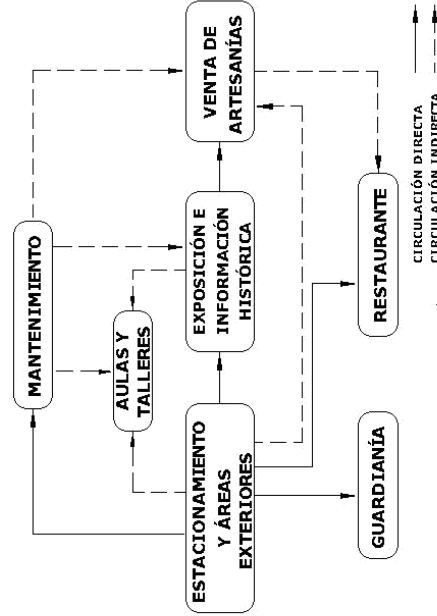 MANTENIMIENTO
AULAS Y
TALLERES
ESTACIONAMIENTO
Y ÁREAS
EXTERIORES
EXPOSICIÓN E
INFORMACIÓN
HISTÓRICA
VENTA DE
ARTESANÍAS
GUARDIANÍA
RESTAURANTE
CIRCULACIÓN DIRECTA
CIRCULACIÓN INDIRECTA